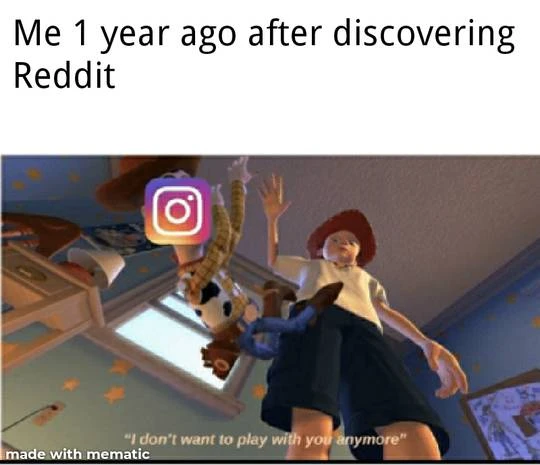 Me 1 year ago after discovering
Reddit
"I don't want to play with you anymore"
made with mematic